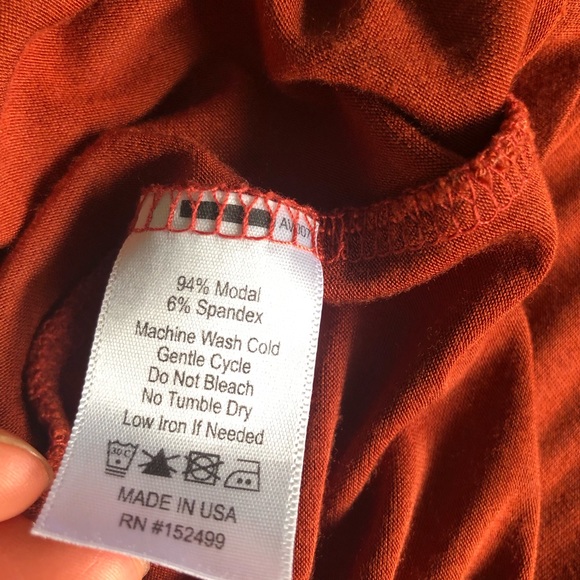 94% Modal
6% Spandex
Machine Wash Cold
Gentle Cycle
Do Not Bleach
No Tumble Dry
Low Iron If Needed
30 C
MADE IN USA
RN #152499